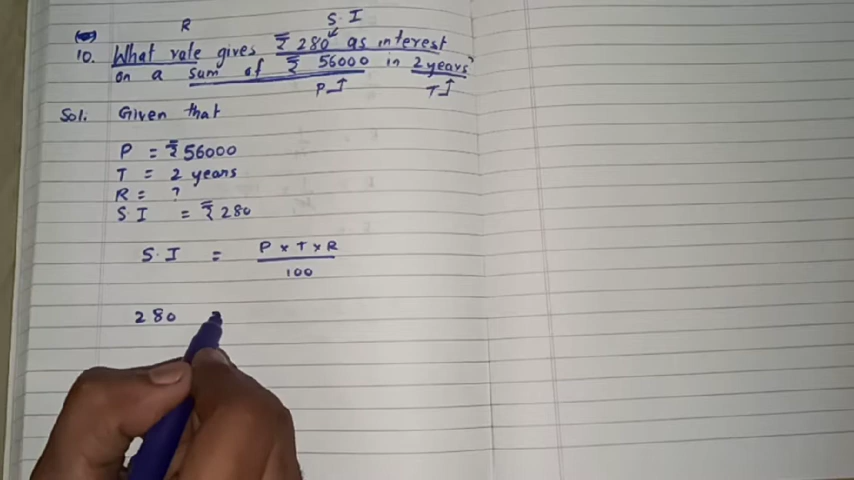 R
S.I
10. What rate gives ₹ 280 as interest
on a sum of ₹ 56000 in 2 years?
P T
Sol: Given that
P = ₹ 56000
T = 2 years
R = ?
S.I = ₹ 280
S.I = P × T × R
100
280